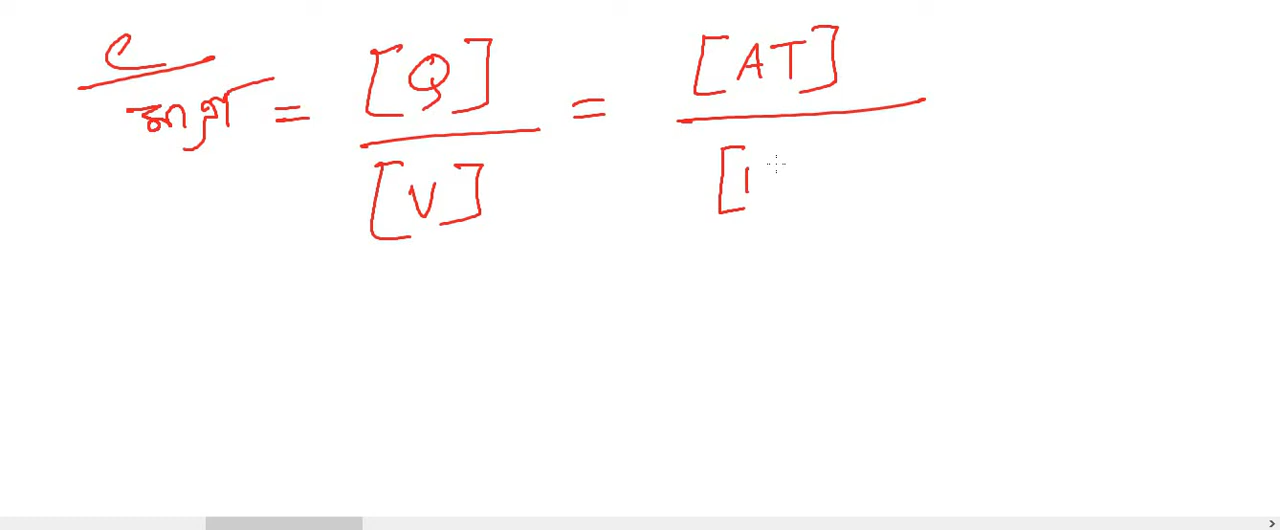 C = [Q] = [AT]
মাত্রা [V] [